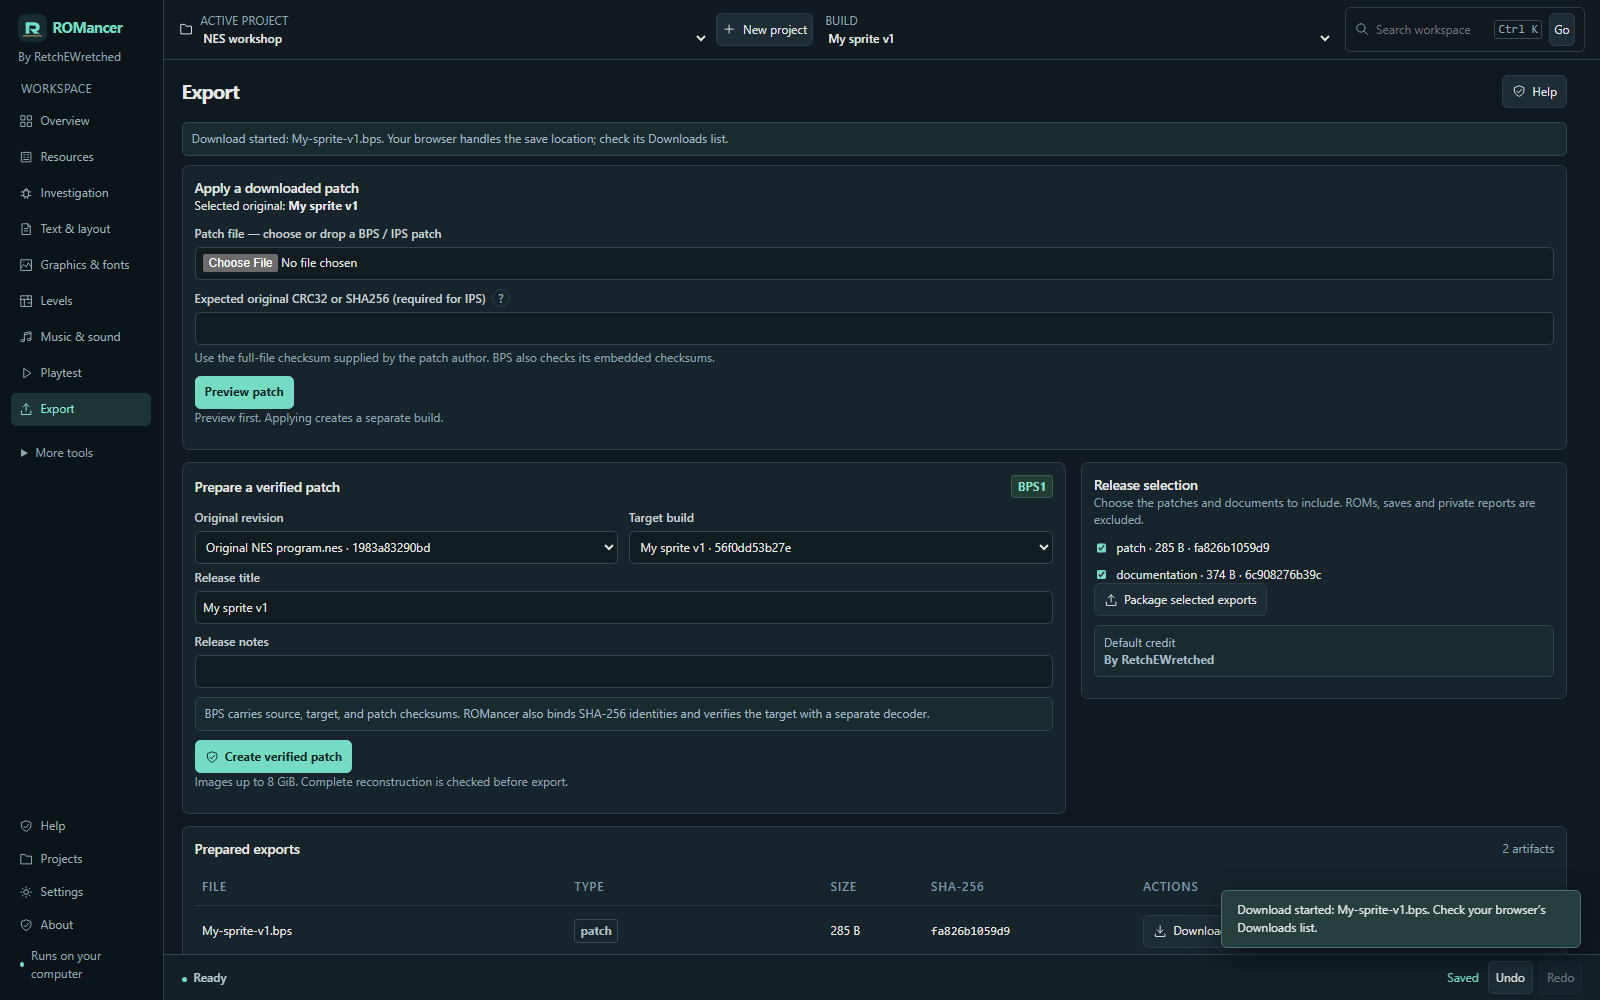 ROMancer
By RetchEWretched
WORKSPACE
Overview
Resources
Investigation
Text & layout
Graphics & fonts
Levels
Music & sound
Playtest
Export
More tools
Help
Projects
Settings
About
Runs on your
computer
ACTIVE PROJECT
NES workshop
New project
BUILD
My sprite v1
Search workspace
Ctrl K
Go
Export
Help
Download started: My-sprite-v1.bps. Your browser handles the save location; check its Downloads list.
Apply a downloaded patch
Selected original: My sprite v1
Patch file — choose or drop a BPS / IPS patch
Choose File No file chosen
Expected original CRC32 or SHA256 (required for IPS) ?
Use the full-file checksum supplied by the patch author. BPS also checks its embedded checksums.
Preview patch
Preview first. Applying creates a separate build.
Prepare a verified patch
BPS1
Original revision
Target build
Original NES program.nes · 1983a83290bd
My sprite v1 · 56f0dd53b27e
Release title
My sprite v1
Release notes
BPS carries source, target, and patch checksums. ROMancer also binds SHA-256 identities and verifies the target with a separate decoder.
Create verified patch
Images up to 8 GiB. Complete reconstruction is checked before export.
Release selection
Choose the patches and documents to include. ROMs, saves and private reports are
excluded.
patch · 285 B · fa826b1059d9
documentation · 374 B · 6c908276b39c
Package selected exports
Default credit
By RetchEWretched
Prepared exports
2 artifacts
FILE TYPE SIZE SHA-256 ACTIONS
My-sprite-v1.bps patch 285 B fa826b1059d9 Downloa
Download started: My-sprite-v1.bps. Check your browser's
Downloads list.
Ready
Saved
Undo
Redo